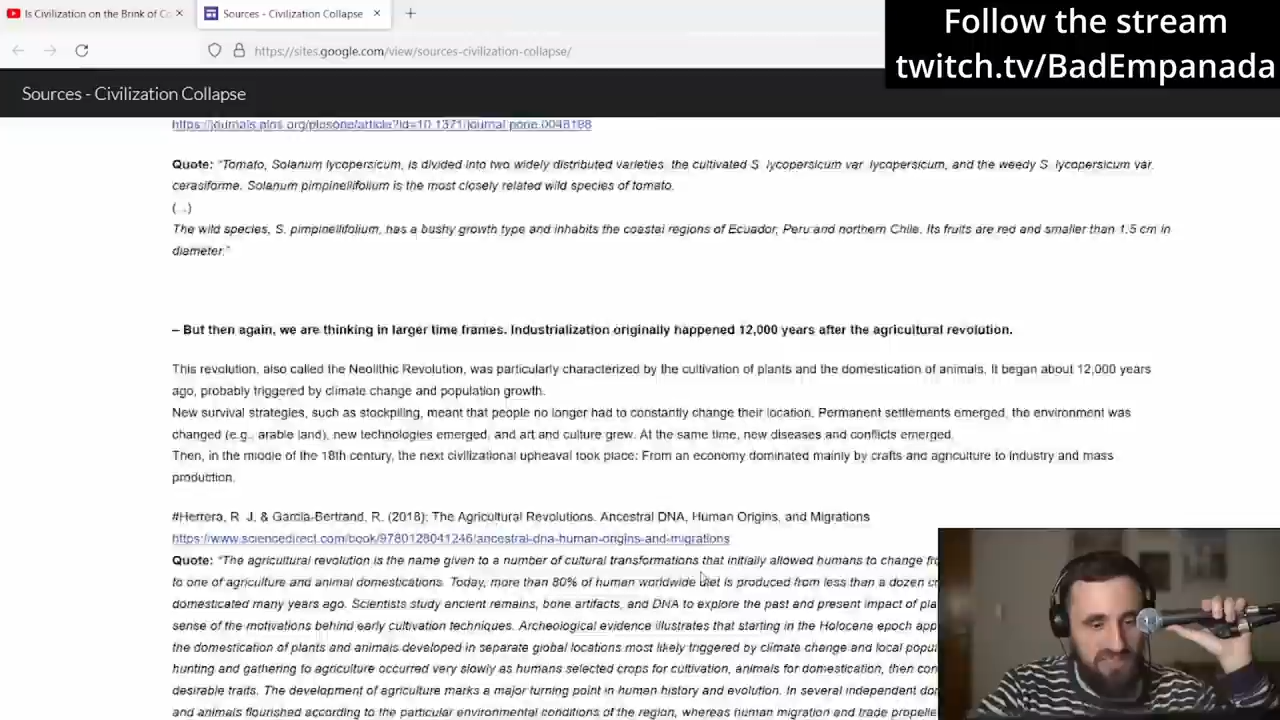 Is Civilization on the Brink of Co
Sources - Civilization Collapse
Follow the stream
twitch.tv/BadEmpanada
https://sites.google.com/view/sources-civilization-collapse/
Sources - Civilization Collapse
https://journals.plos.org/plosone/article?id=10.1371/journal.pone.0048198
Quote: "Tomato, Solanum lycopersicum, is divided into two widely distributed varieties: the cultivated S. lycopersicum var. lycopersicum, and the weedy S. lycopersicum var.
cerasiforme. Solanum pimpinellifolium is the most closely related wild species of tomato.
(...)
The wild species, S. pimpinellifolium, has a bushy growth type and inhabits the coastal regions of Ecuador, Peru and northern Chile. Its fruits are red and smaller than 1.5 cm in
diameter."
– But then again, we are thinking in larger time frames. Industrialization originally happened 12,000 years after the agricultural revolution.
This revolution, also called the Neolithic Revolution, was particularly characterized by the cultivation of plants and the domestication of animals. It began about 12,000 years
ago, probably triggered by climate change and population growth.
New survival strategies, such as stockpiling, meant that people no longer had to constantly change their location. Permanent settlements emerged, the environment was
changed (e.g., arable land), new technologies emerged, and art and culture grew. At the same time, new diseases and conflicts emerged.
Then, in the middle of the 18th century, the next civilizational upheaval took place: From an economy dominated mainly by crafts and agriculture to industry and mass
production.
#Herrera, R. J. & Garcia-Bertrand, R. (2018): The Agricultural Revolutions. Ancestral DNA, Human Origins, and Migrations
https://www.sciencedirect.com/book/9780128041246/ancestral-dna-human-origins-and-migrations
Quote: "The agricultural revolution is the name given to a number of cultural transformations that initially allowed humans to change fr
to one of agriculture and animal domestications. Today, more than 80% of human worldwide diet is produced from less than a dozen cr
domesticated many years ago. Scientists study ancient remains, bone artifacts, and DNA to explore the past and present impact of pla
sense of the motivations behind early cultivation techniques. Archeological evidence illustrates that starting in the Holocene epoch app
the domestication of plants and animals developed in separate global locations most likely triggered by climate change and local popul
hunting and gathering to agriculture occurred very slowly as humans selected crops for cultivation, animals for domestication, then con
desirable traits. The development of agriculture marks a major turning point in human history and evolution. In several independent do
and animals flourished according to the particular environmental conditions of the region, whereas human migration and trade propelle